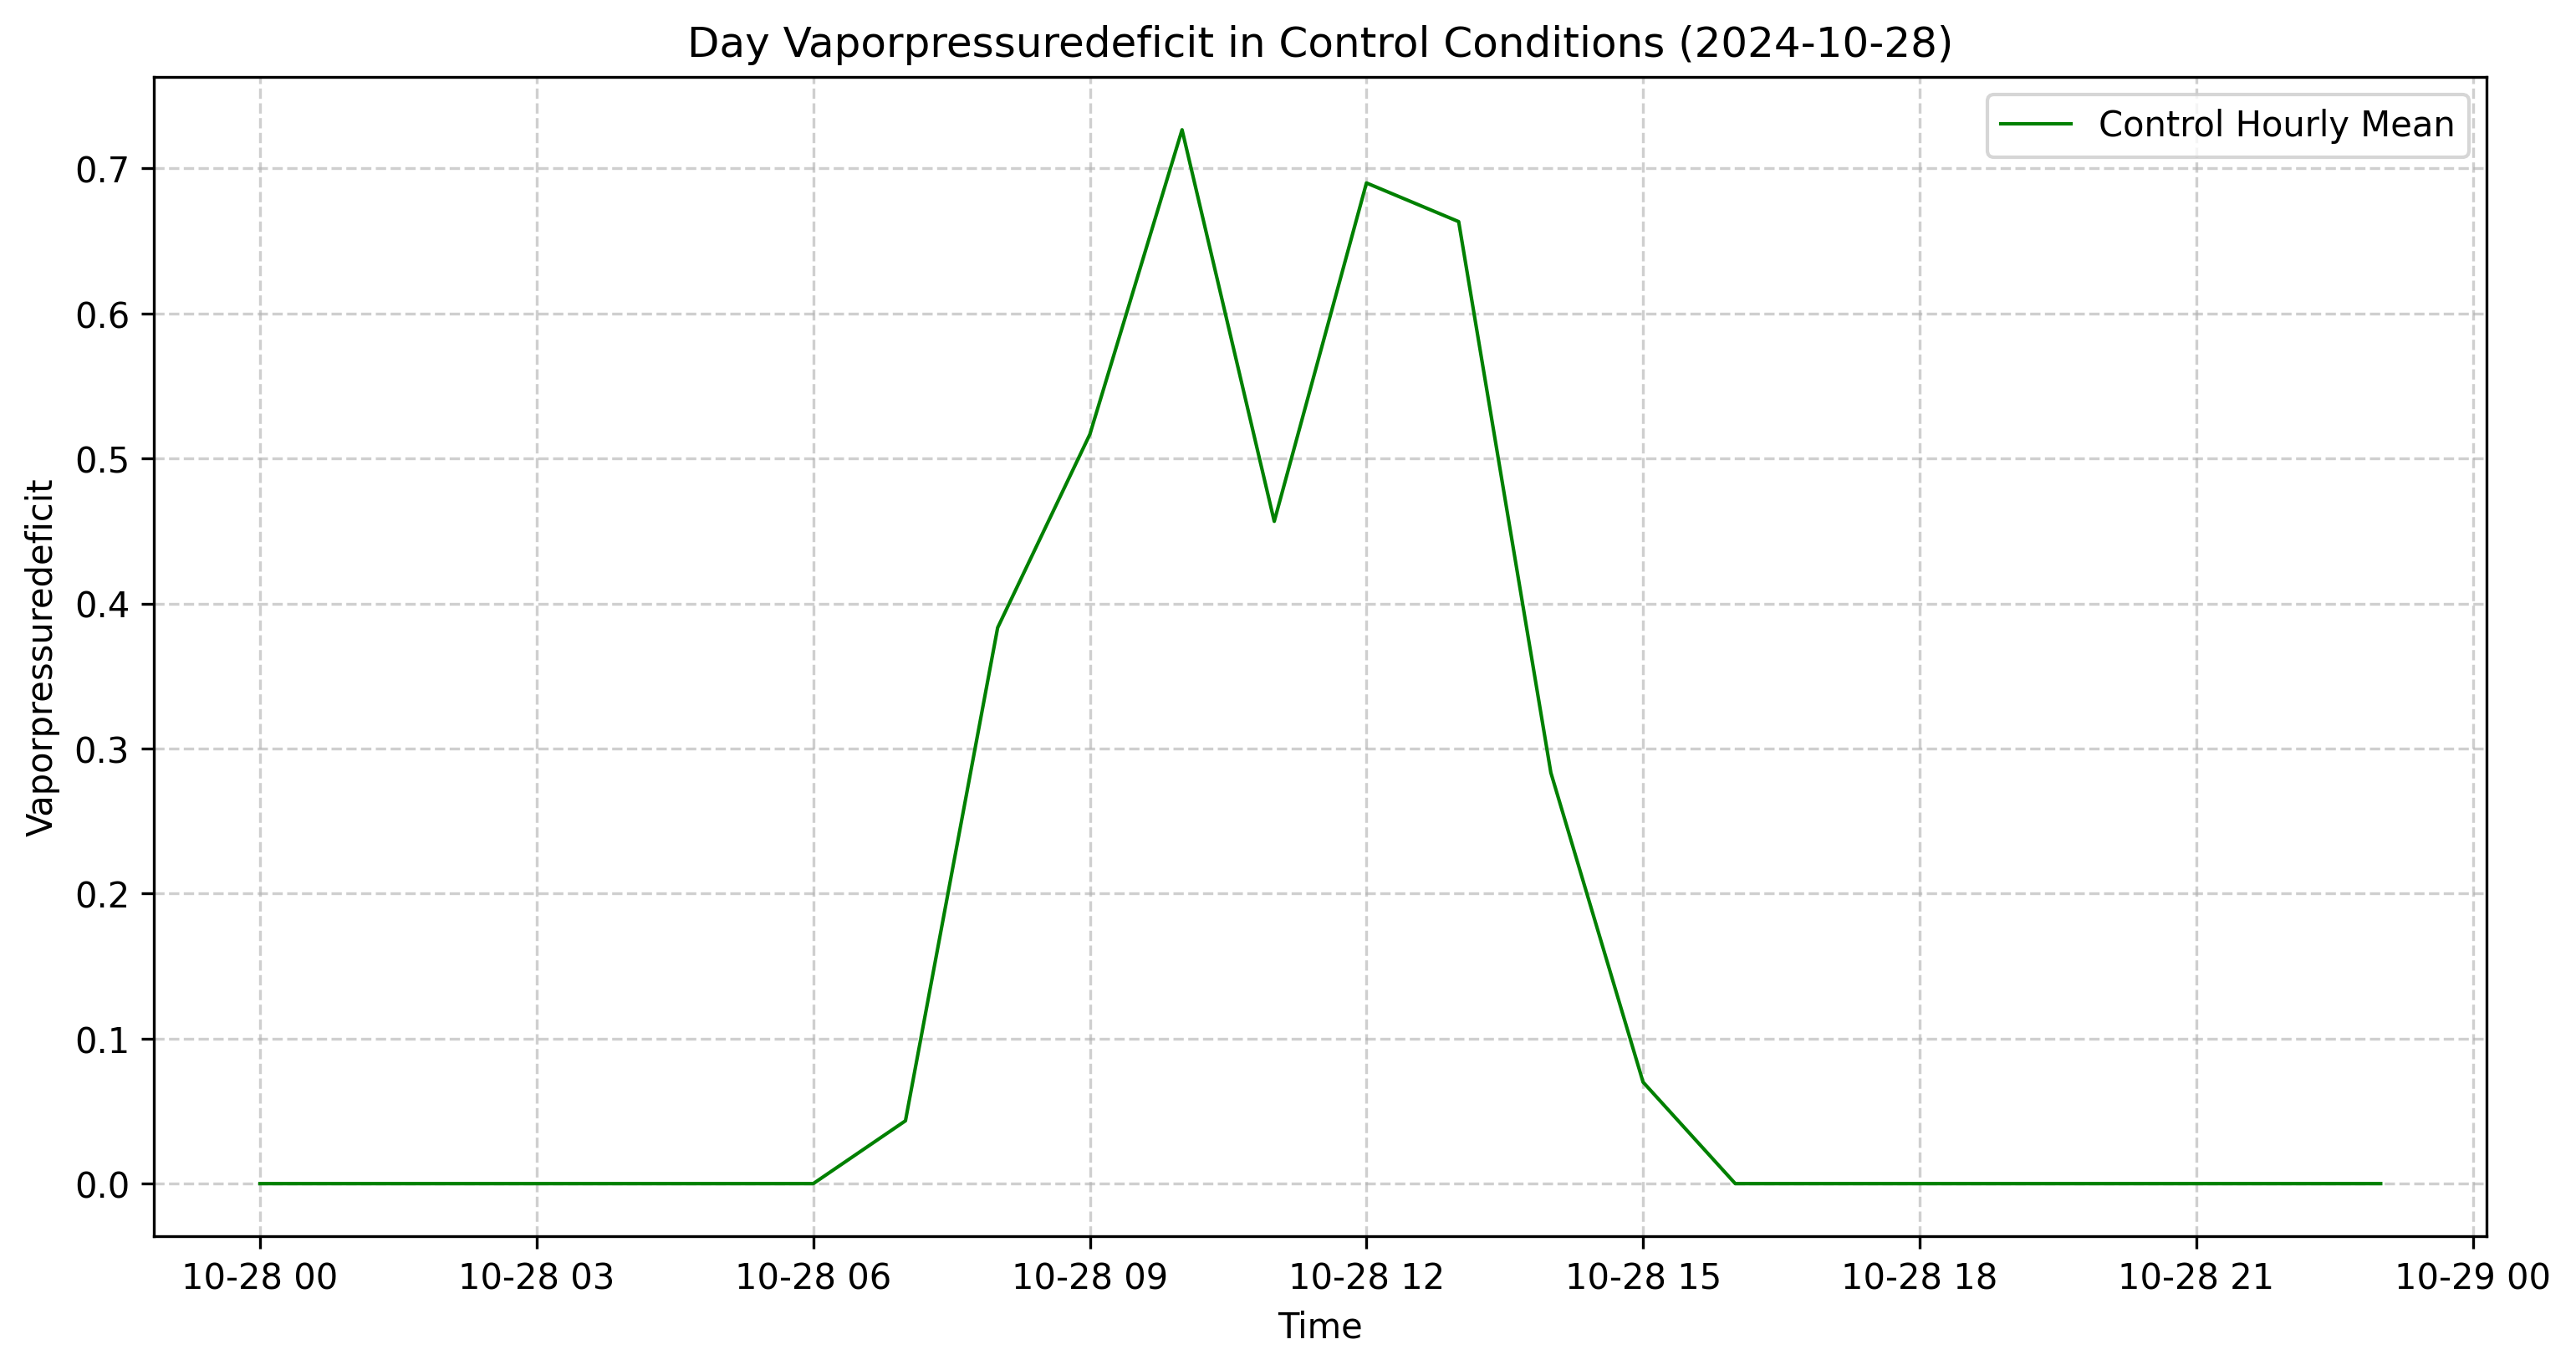 Day Vaporpressuredeficit in Control Conditions (2024-10-28)
Control Hourly Mean
Vaporpressuredeficit
0.7
0.6
0.5
0.4
0.3
0.2
0.1
0.0
10-28 00 10-28 03 10-28 06 10-28 09 10-28 12 10-28 15 10-28 18 10-28 21 10-29 00
Time